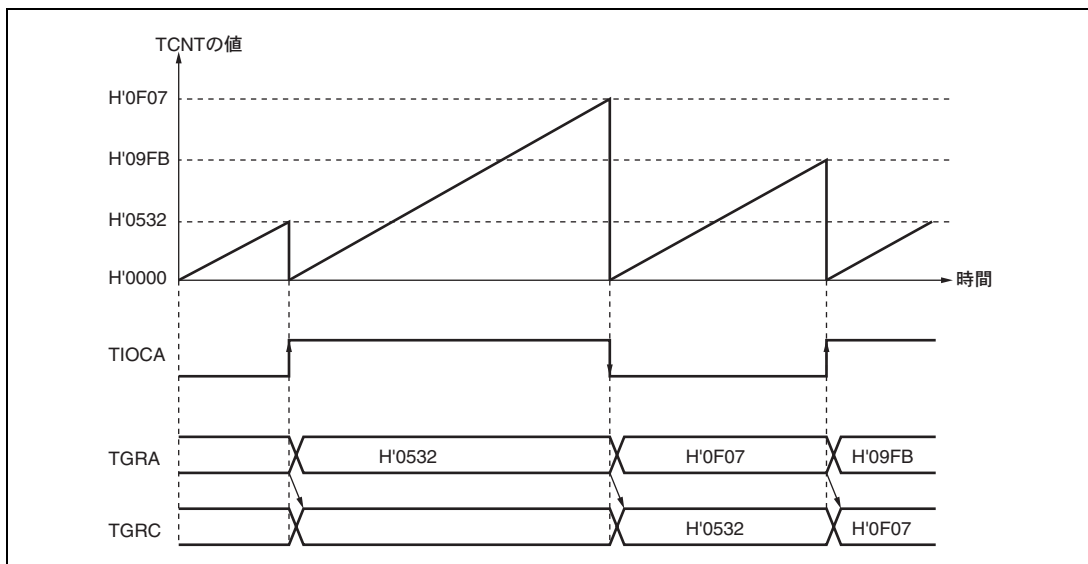 TCNTの値
H'0F07
H'09FB
H'0532
H'0000
時間
TIOCA
TGRA
H'0532
H'0F07
H'09FB
TGRC
H'0532
H'0F07